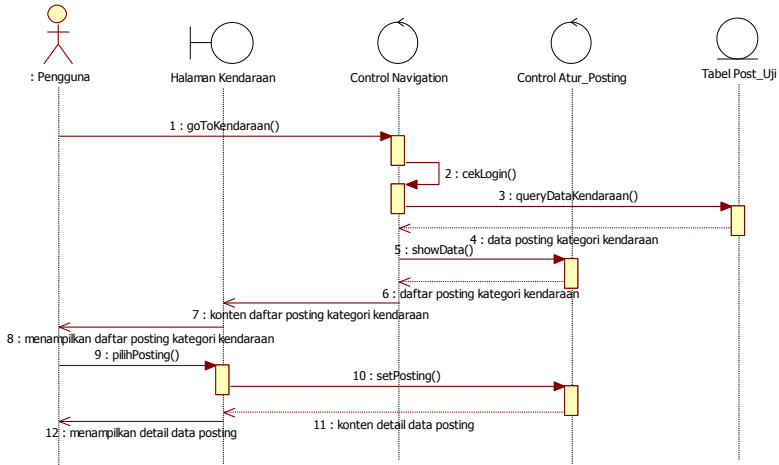 : Pengguna
Halaman Kendaraan
Control Navigation
Control Atur_Posting
Tabel Post_Uji
1 : goToKendaraan()
2 : cekLogin()
3 : queryDataKendaraan()
4 : data posting kategori kendaraan
5 : showData()
6 : daftar posting kategori kendaraan
7 : konten daftar posting kategori kendaraan
8 : menampilkan daftar posting kategori kendaraan
9 : pilihPosting()
10 : setPosting()
11 : konten detail data posting
12 : menampilkan detail data posting